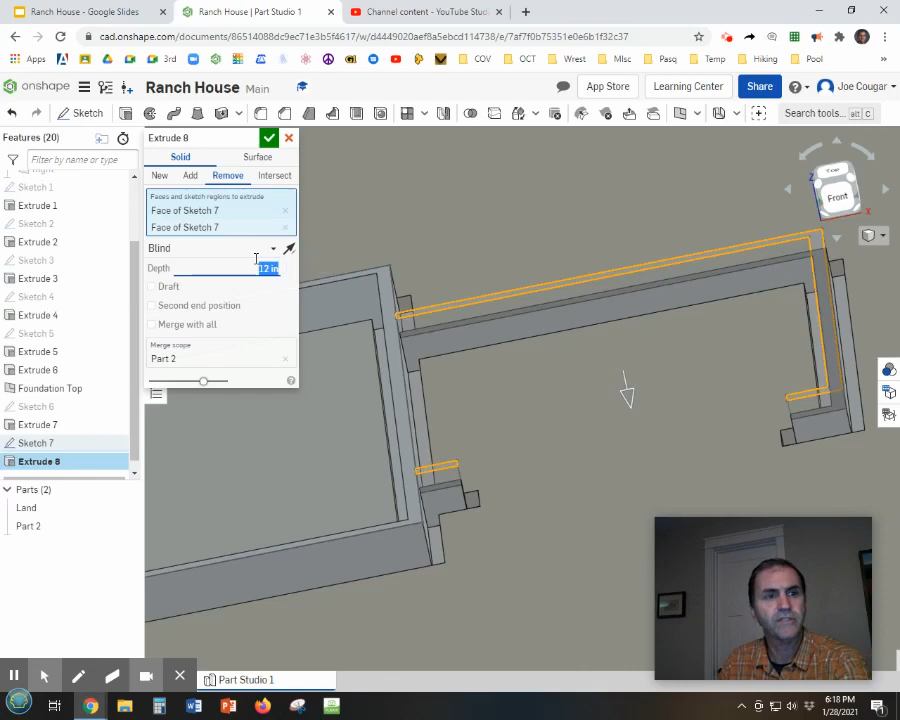 Ranch House - Google Slides
Ranch House | Part Studio 1
Channel content - YouTube Studio
cad.onshape.com/documents/86514088dc9ec71124114738/w/d4449020aef8a5ebcd114739/e/7af7f0b75351e0e6b1f32c37
Apps
3rd
COV
OCT
Wrest
MIsc
Pasq
Temp
Hiking
Pool
onshape
Ranch House Main
App Store
Learning Center
Share
Joe Cougar
Sketch
Search tools...
alt C
Features (20)
Filter by name or type
Right
Sketch 1
Extrude 1
Sketch 2
Extrude 2
Sketch 3
Extrude 3
Sketch 4
Extrude 4
Sketch 5
Extrude 5
Extrude 6
Foundation Top
Sketch 6
Extrude 7
Sketch 7
Extrude 8
Parts (2)
Land
Part 2
Extrude 8
Solid
Surface
New
Add
Remove
Intersect
Faces and sketch regions to extrude
Face of Sketch 7
Face of Sketch 7
Blind
Depth
12 in
Draft
Second end position
Merge with all
Merge scope
Part 2
Top
Front
Z
X
Part Studio 1
6:18 PM
1/28/2021